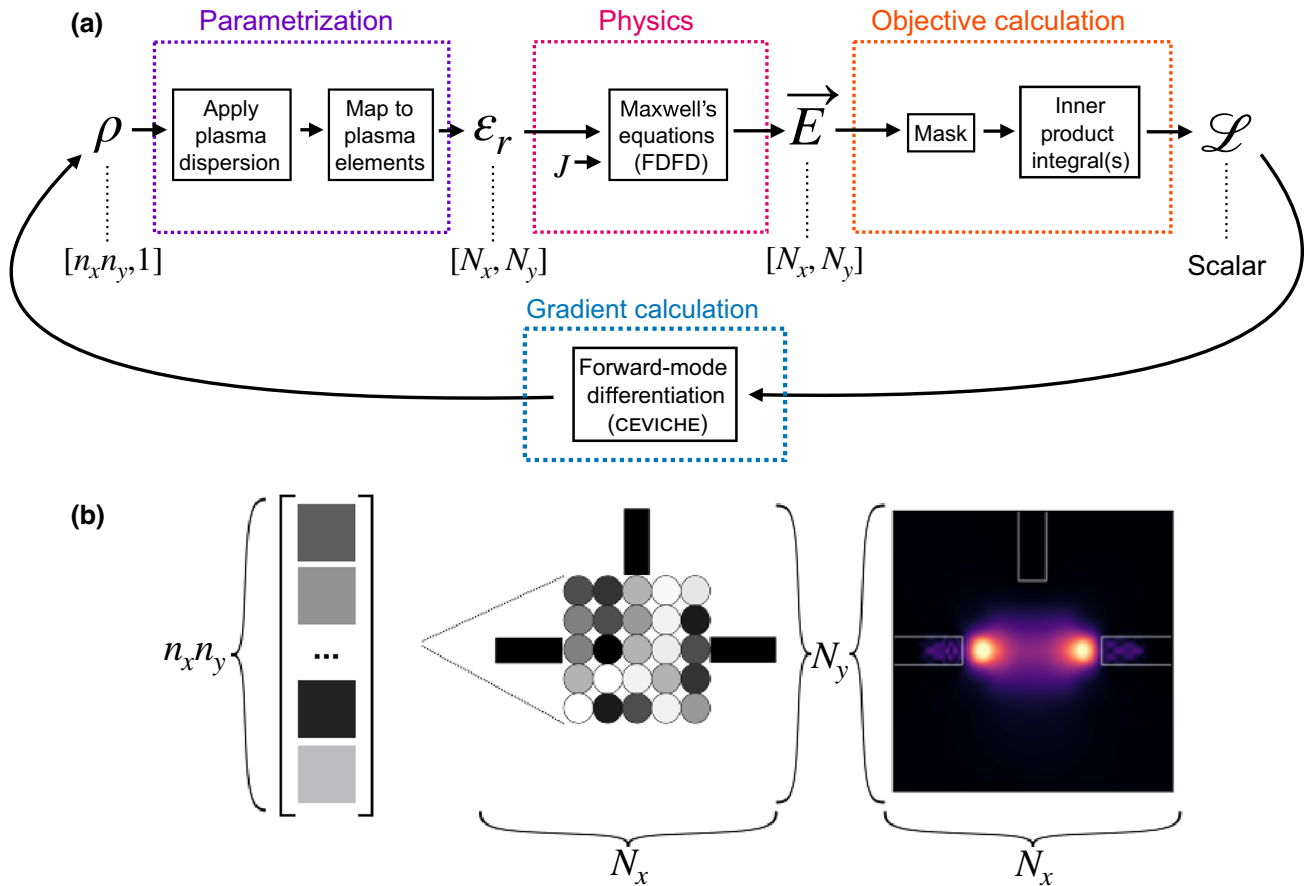 (a)
Parametrization
Physics
Objective calculation
ρ
Apply
plasma
dispersion
Map to
plasma
elements
ε_r
J
Maxwell's
equations
(FDFD)
E
Mask
Inner
product
integral(s)
ℒ
[n_x n_y,1]
[N_x, N_y]
[N_x, N_y]
Scalar
Gradient calculation
Forward-mode
differentiation
(CEVICHE)
(b)
n_x n_y
...
N_y
N_x
N_x